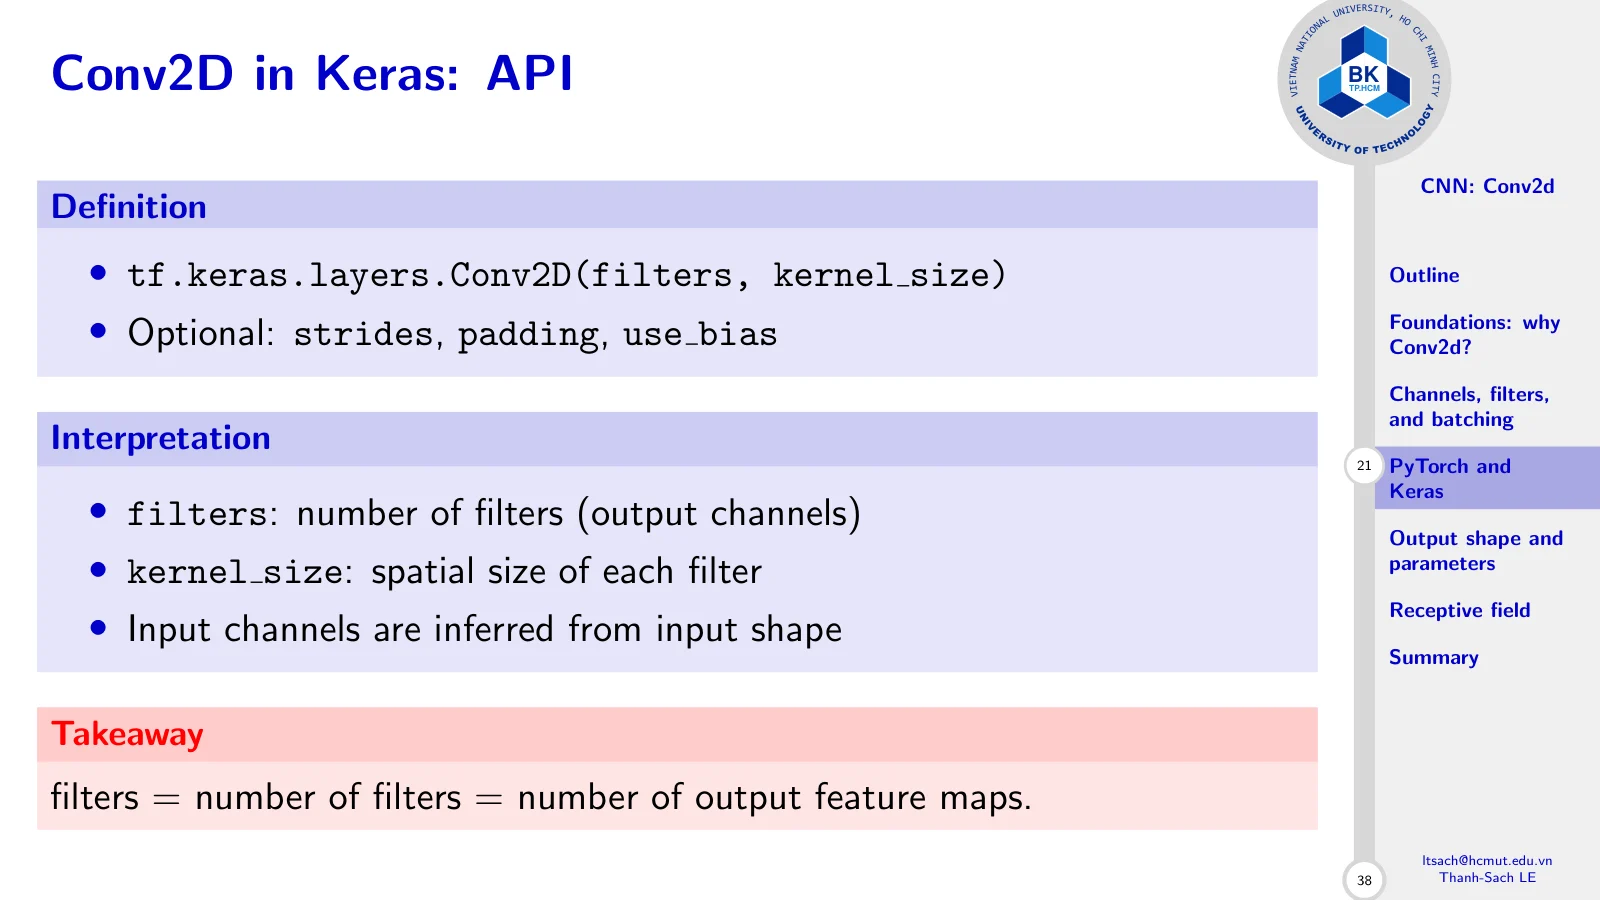 Conv2D in Keras: API
VIETNAM NATIONAL UNIVERSITY, HO CHI MINH CITY
BK
TP.HCM
UNIVERSITY OF TECHNOLOGY
Definition
• tf.keras.layers.Conv2D(filters, kernel_size)
• Optional: strides, padding, use_bias
Interpretation
• filters: number of filters (output channels)
• kernel_size: spatial size of each filter
• Input channels are inferred from input shape
Takeaway
filters = number of filters = number of output feature maps.
CNN: Conv2d
Outline
Foundations: why
Conv2d?
Channels, filters,
and batching
21
PyTorch and
Keras
Output shape and
parameters
Receptive field
Summary
ltsach@hcmut.edu.vn
Thanh-Sach LE
38